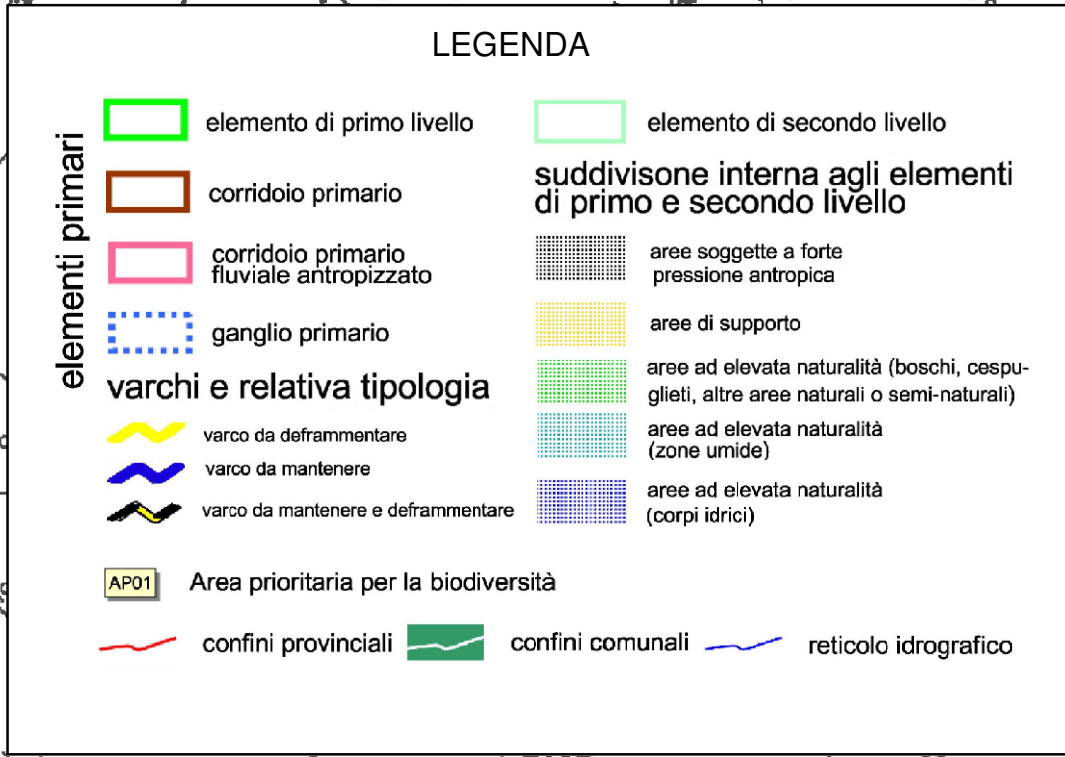 LEGENDA
elementi primari
elemento di primo livello
corridoio primario
corridoio primario
fluviale antropizzato
ganglio primario
varchi e relativa tipologia
varco da deframmentare
varco da mantenere
varco da mantenere e deframmentare
elemento di secondo livello
suddivisone interna agli elementi
di primo e secondo livello
aree soggette a forte
pressione antropica
aree di supporto
aree ad elevata naturalità (boschi, cespu-
glieti, altre aree naturali o semi-naturali)
aree ad elevata naturalità
(zone umide)
aree ad elevata naturalità
(corpi idrici)
AP01 Area prioritaria per la biodiversità
confini provinciali confini comunali reticolo idrografico